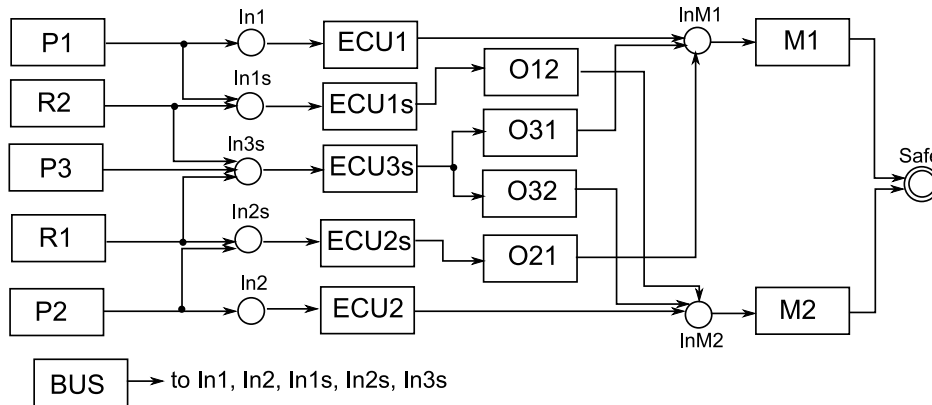 In1
InM1
P1
ECU1
M1
In1s
O12
R2
ECU1s
In3s
O31
P3
ECU3s
Safe
O32
In2s
R1
ECU2s
O21
In2
P2
ECU2
M2
InM2
BUS
to In1, In2, In1s, In2s, In3s